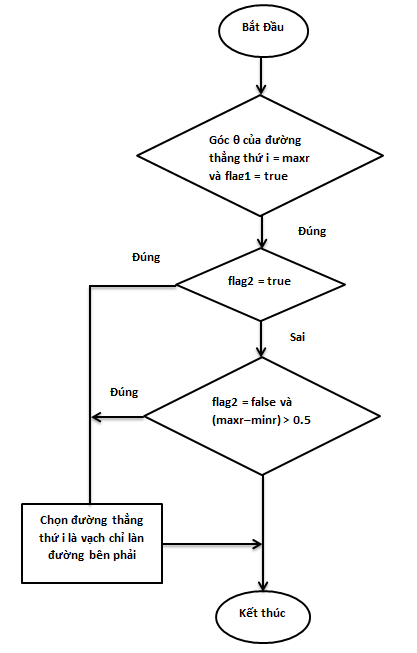 Bắt Đầu
Góc θ của đường
thẳng thứ i = maxr
và flag1 = true
Đúng
Đúng
flag2 = true
Sai
Đúng
flag2 = false và
(maxr–minr) > 0.5
Chọn đường thẳng
thứ i là vạch chỉ làn
đường bên phải
Kết thúc